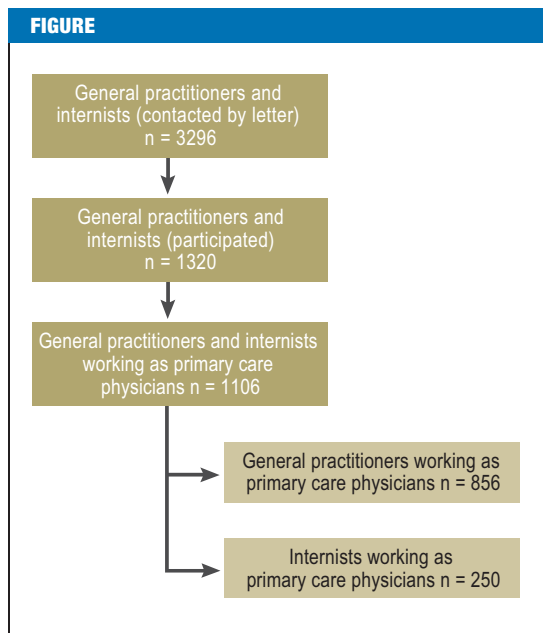 FIGURE
General practitioners and
internists (contacted by letter)
n = 3296
General practitioners and
internists (participated)
n = 1320
General practitioners and internists
working as primary care
physicians n = 1106
General practitioners working as
primary care physicians n = 856
Internists working as
primary care physicians n = 250